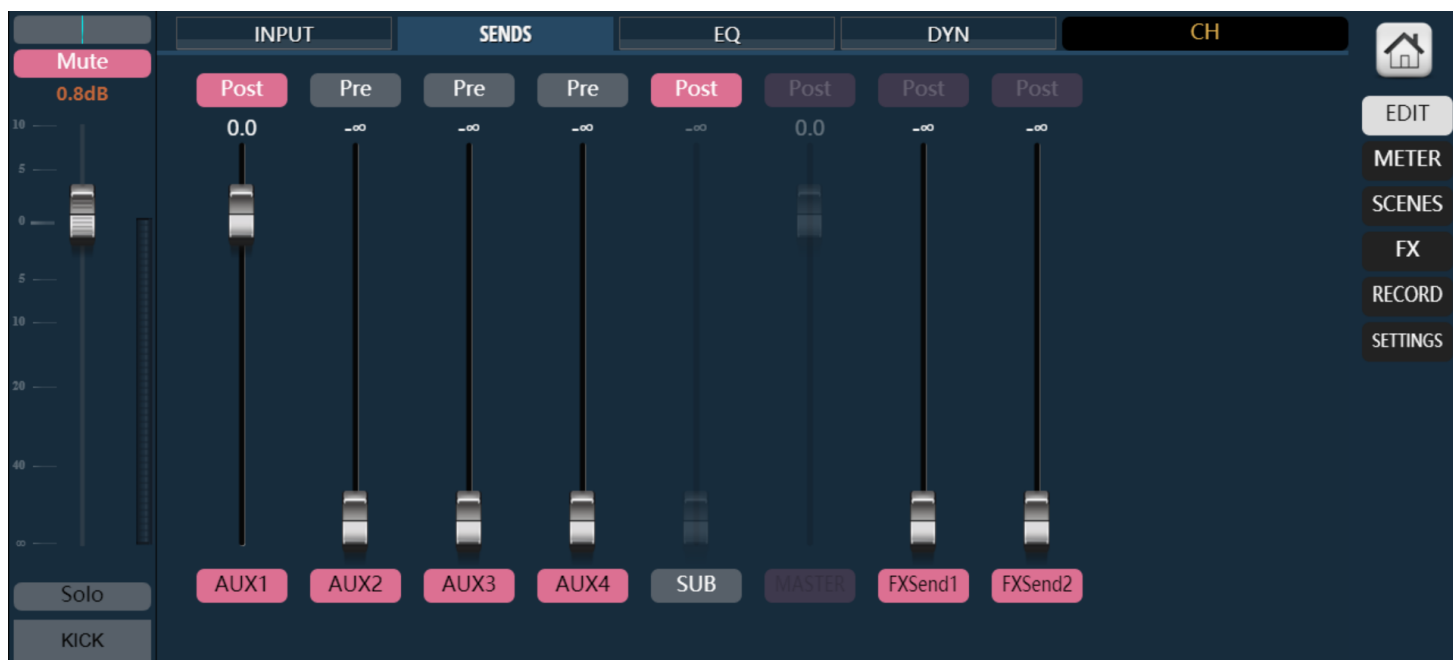 INPUT SENDS EQ DYN CH
Mute
0.8dB
Post Pre Pre Pre Post Post Post Post
0.0 -∞ -∞ -∞ -∞ 0.0 -∞ -∞
10
5
0
5
10
20
40
∞
AUX1 AUX2 AUX3 AUX4 SUB MASTER FXSend1 FXSend2
Solo
KICK
EDIT
METER
SCENES
FX
RECORD
SETTINGS